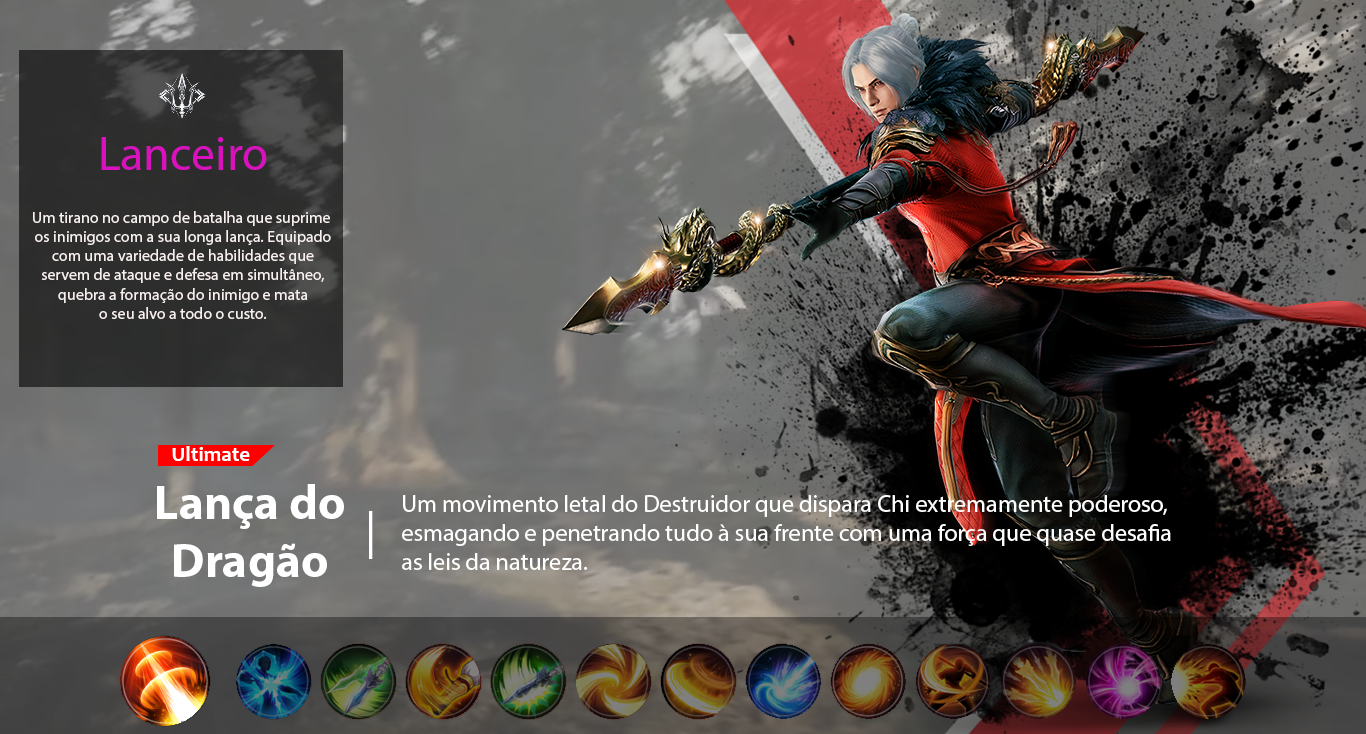 Lanceiro
Um tirano no campo de batalha que suprime
os inimigos com a sua longa lança. Equipado
com uma variedade de habilidades que
servem de ataque e defesa em simultâneo,
quebra a formação do inimigo e mata
o seu alvo a todo o custo.
Ultimate
Lança do
Dragão
Um movimento letal do Destruidor que dispara Chi extremamente poderoso,
esmagando e penetrando tudo à sua frente com uma força que quase desafia
as leis da natureza.